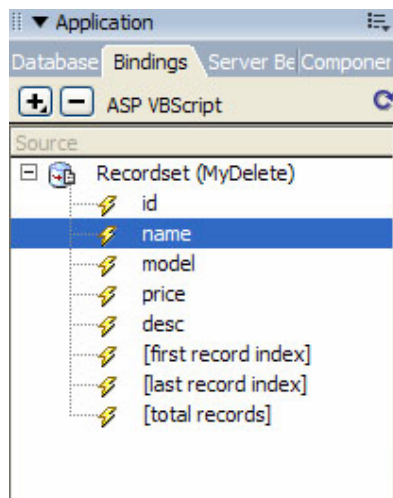 Application
Database Bindings Server Be Componen
ASP VBScript
Source
Recordset (MyDelete)
id
name
model
price
desc
[first record index]
[last record index]
[total records]